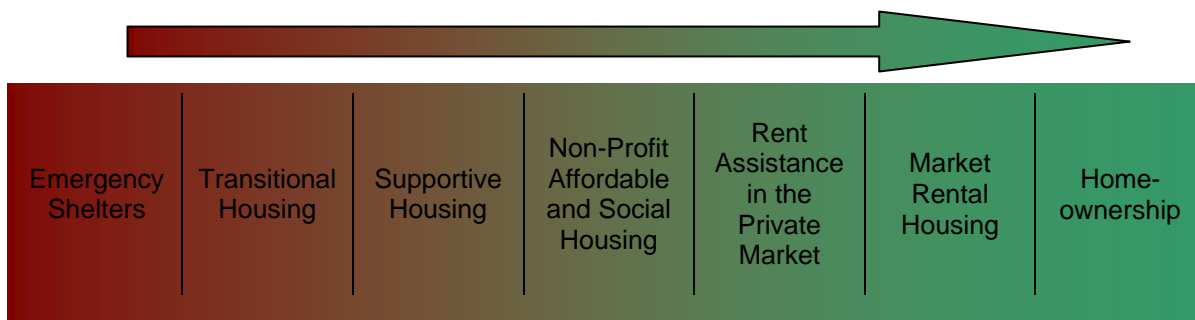 Emergency
Shelters
Transitional
Housing
Supportive
Housing
Non-Profit
Affordable
and Social
Housing
Rent
Assistance
in the
Private
Market
Market
Rental
Housing
Home-
ownership